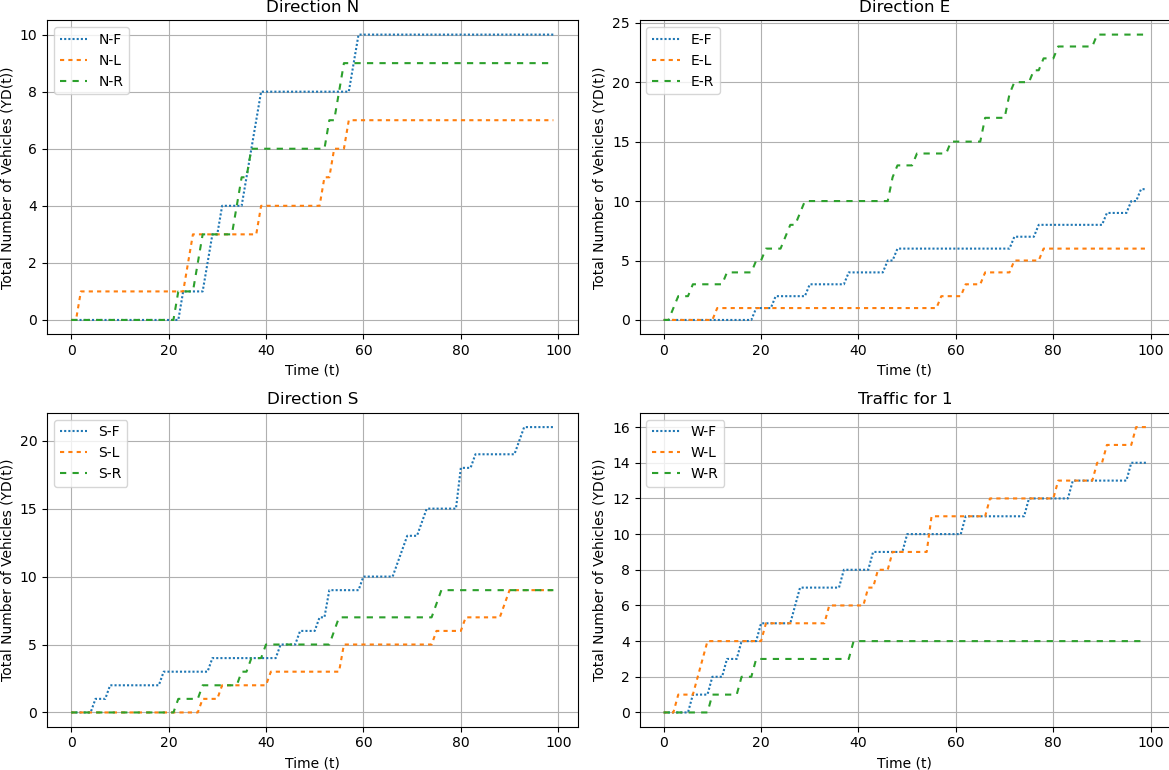 Direction N
Total Number of Vehicles (YD(t))
10
8
6
4
2
0
N-F
N-L
N-R
0 20 40 60 80 100
Time (t)
Direction E
Total Number of Vehicles (YD(t))
25
20
15
10
5
0
E-F
E-L
E-R
0 20 40 60 80 100
Time (t)
Direction S
Total Number of Vehicles (YD(t))
20
15
10
5
0
S-F
S-L
S-R
0 20 40 60 80 100
Time (t)
Traffic for 1
Total Number of Vehicles (YD(t))
16
14
12
10
8
6
4
2
0
W-F
W-L
W-R
0 20 40 60 80 100
Time (t)